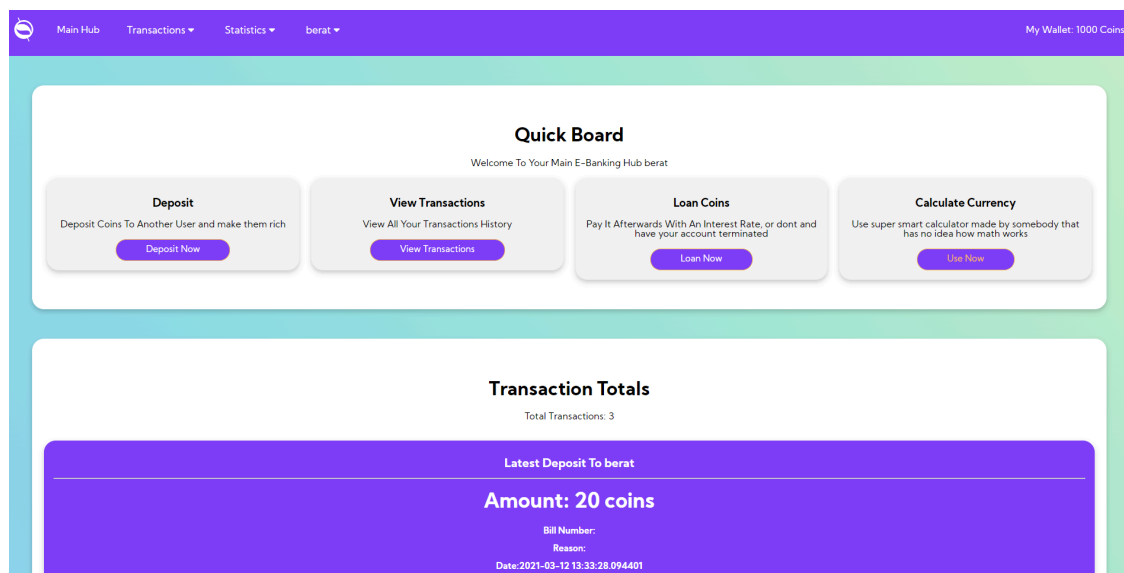 Main Hub Transactions Statistics berat My Wallet: 1000 Coins
Quick Board
Welcome To Your Main E-Banking Hub berat
Deposit
Deposit Coins To Another User and make them rich
Deposit Now
View Transactions
View All Your Transactions History
View Transactions
Loan Coins
Pay It Afterwards With An Interest Rate, or dont and
have your account terminated
Loan Now
Calculate Currency
Use super smart calculator made by somebody that
has no idea how math works
Use Now
Transaction Totals
Total Transactions: 3
Latest Deposit To berat
Amount: 20 coins
Bill Number:
Reason:
Date:2021-03-12 13:33:28.094401